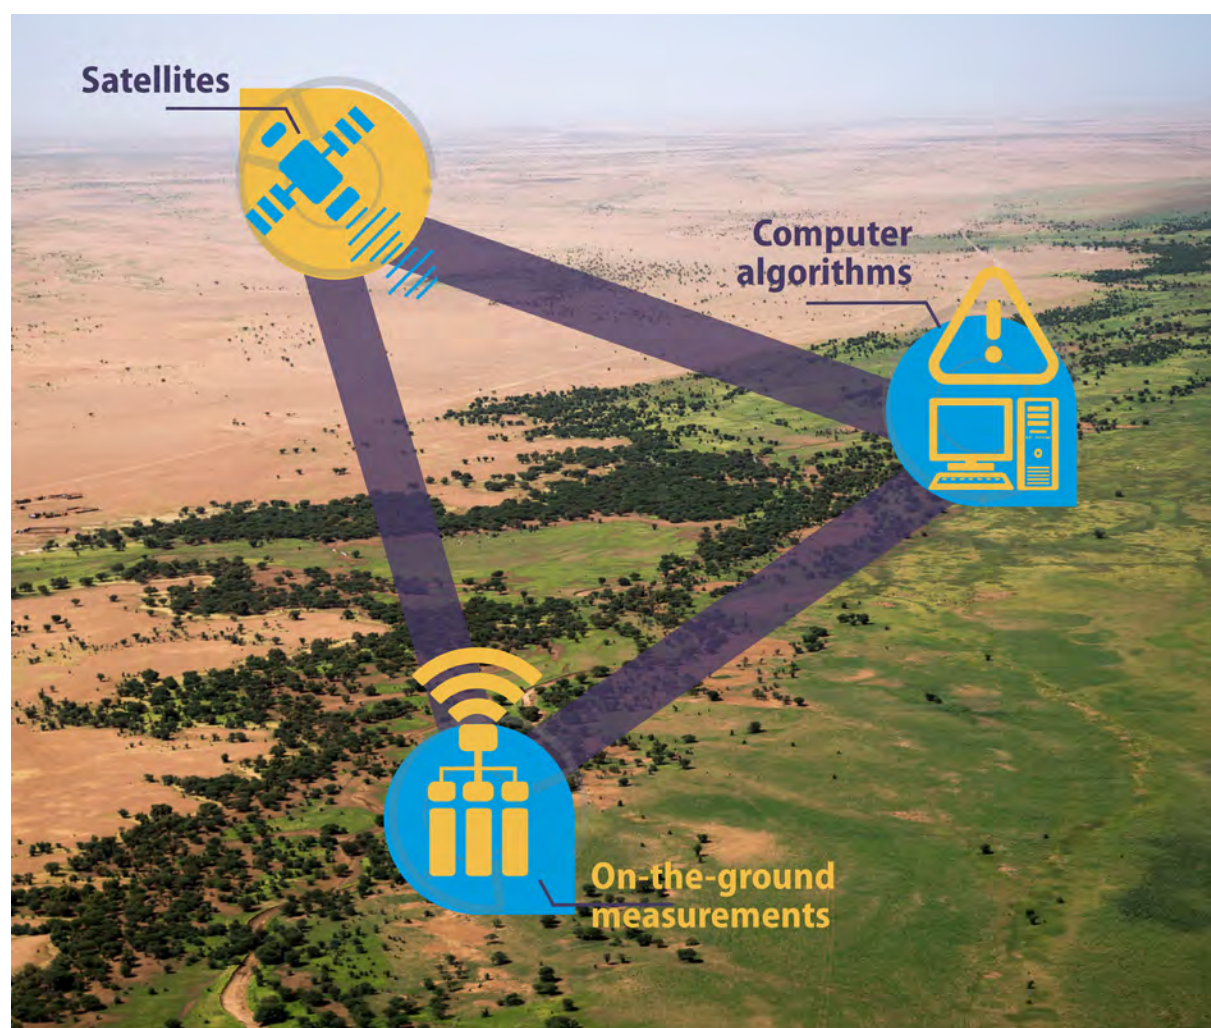 Satellites
Computer
algorithms
On-the-ground
measurements